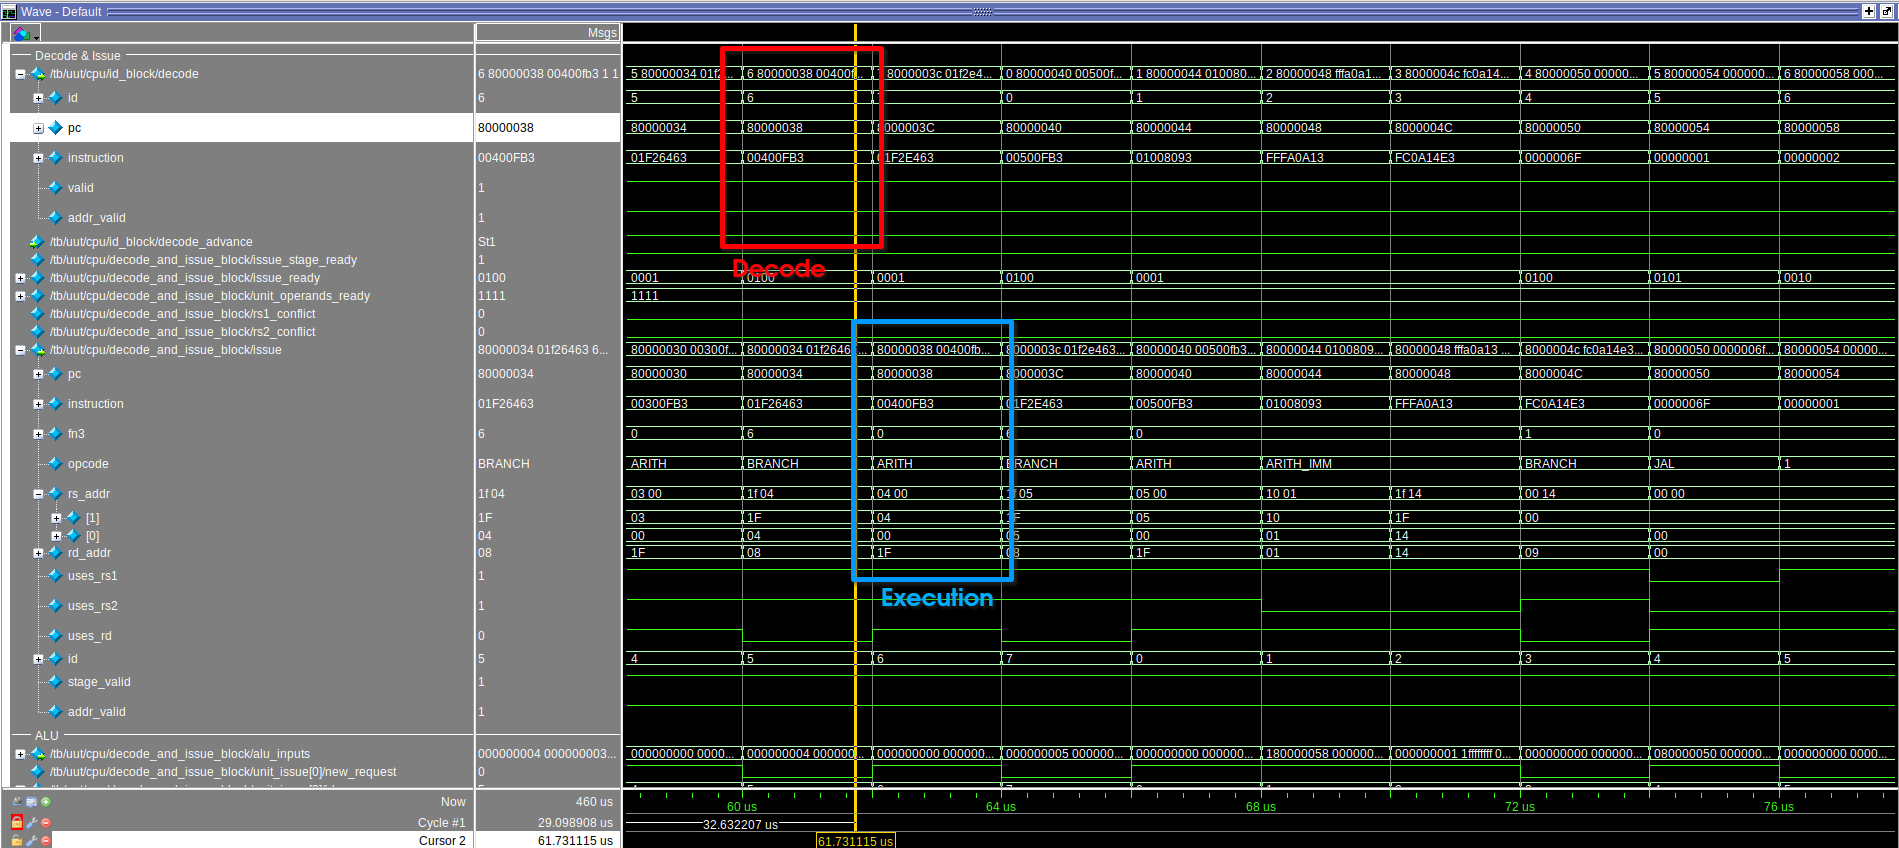 Wave - Default
Msgs
Decode & Issue
/tb/uut/cpu/id_block/decode 6 80000038 00400fb3 1 1 5 80000034 01f2... 6 80000038 00400f... 80000003c 01f2e4... 0 80000040 00500f... 1 80000044 010080... 2 80000048 fffa0a1... 3 8000004c fc0a14... 4 80000050 00000... 5 80000054 000000... 6 80000058 000...
id 6 5 6 0 1 2 3 4 5 6
pc 80000038 80000034 80000038 8000003C 80000040 80000044 80000048 8000004C 80000050 80000054 80000058
instruction 00400FB3 01F26463 00400FB3 01F2E463 00500FB3 01008093 FFFA0A13 FC0A14E3 0000006F 00000001 00000002
valid 1
addr_valid 1
/tb/uut/cpu/id_block/decode_advance St1
/tb/uut/cpu/decode_and_issue_block/issue_stage_ready 1
Decode
/tb/uut/cpu/decode_and_issue_block/issue_ready 0100 0001 0100 0001 0100 0001 0100 0101 0010
/tb/uut/cpu/decode_and_issue_block/unit_operands_ready 1111 1111
/tb/uut/cpu/decode_and_issue_block/rs1_conflict 0
/tb/uut/cpu/decode_and_issue_block/rs2_conflict 0
/tb/uut/cpu/decode_and_issue_block/issue 80000034 01f26463 6... 80000030 00300f... 80000034 01f2646... 80000038 00400fb... 8000003c 01f2e463... 80000040 00500fb3... 80000044 0100809... 80000048 fffa0a13 ... 8000004c fc0a14e3... 80000050 0000006f... 80000054 00000...
pc 80000034 80000030 80000034 80000038 8000003C 80000040 80000044 80000048 8000004C 80000050 80000054
instruction 01F26463 00300FB3 01F26463 00400FB3 01F2E463 00500FB3 01008093 FFFA0A13 FC0A14E3 0000006F 00000001
fn3 6 0 6 0 6 0 1 0
opcode BRANCH ARITH BRANCH ARITH BRANCH ARITH ARITH_IMM BRANCH JAL 1
rs_addr 1f 04 03 00 1f 04 04 00 1f 05 05 00 10 01 1f 14 00 14 00 00
[1] 1F 03 1F 04 1F 05 10 1F 00
[0] 04 00 04 00 05 00 01 14 00
rd_addr 08 1F 08 1F 08 1F 01 14 09 00
uses_rs1 1
Execution
uses_rs2 1
uses_rd 0
id 5 4 5 6 7 0 1 2 3 4 5
stage_valid 1
addr_valid 1
ALU
/tb/uut/cpu/decode_and_issue_block/alu_inputs 000000004 000000003... 000000000 0000... 000000004 00000... 000000000 000000... 000000005 000000... 000000000 000000... 180000058 000000... 000000001 1ffffffff 0... 000000000 000000... 080000050 000000... 000000000 0000...
/tb/uut/cpu/decode_and_issue_block/unit_issue[0]/new_request 0
Now 460 us 60 us 64 us 68 us 72 us 76 us
Cycle #1 29.098908 us 32.632207 us
Cursor 2 61.731115 us 61.731115 us